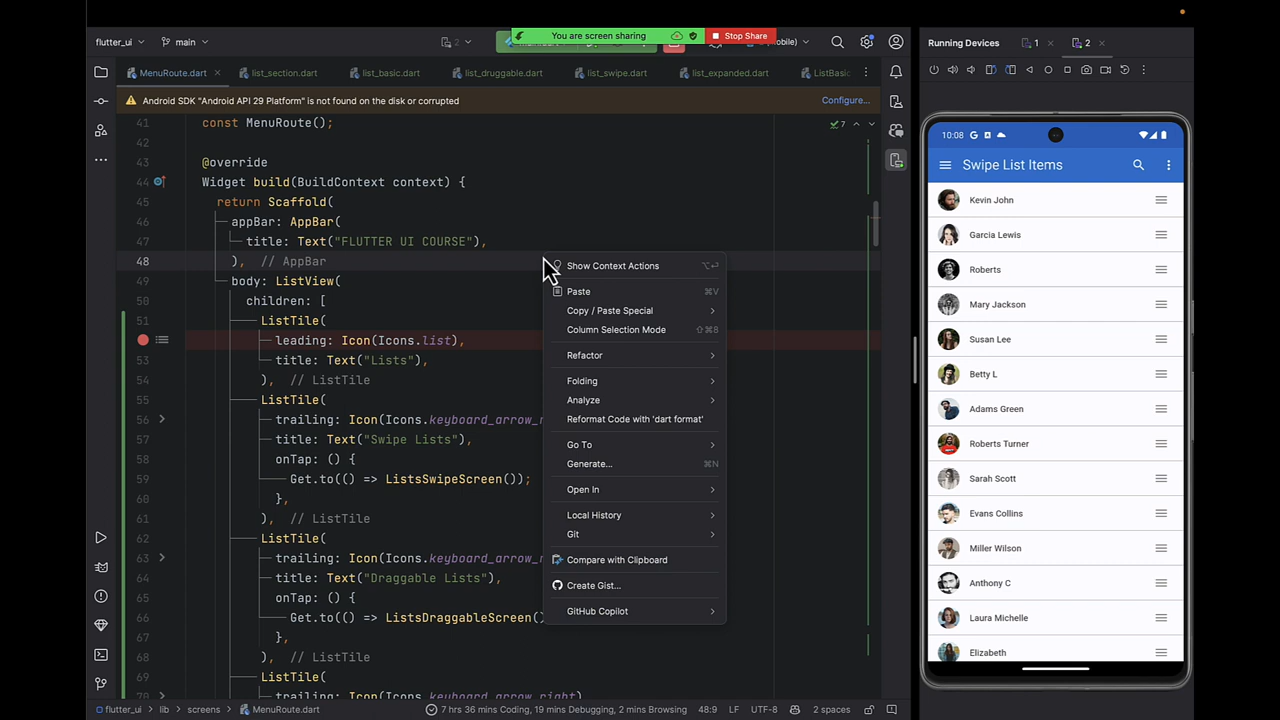 flutter_ui
main
2
You are screen sharing
Stop Share
Mobile)
Running Devices
1
2
MenuRoute.dart
list_section.dart
list_basic.dart
list_druggable.dart
list_swipe.dart
list_expanded.dart
ListBasic
Android SDK "Android API 29 Platform" is not found on the disk or corrupted
Configure...
7
41 const MenuRoute();
42
43 @override
44 Widget build(BuildContext context) {
45 return Scaffold(
46 appBar: AppBar(
47 title: Text("FLUTTER UI COURSE"),
48 ), // AppBar
49 body: ListView(
50 children: [
51 ListTile(
leading: Icon(Icons.list),
53 title: Text("Lists"),
54 ), // ListTile
55 ListTile(
56 trailing: Icon(Icons.keyboard_arrow_r
57 title: Text("Swipe Lists"),
58 onTap: () {
59 Get.to(() => ListsSwipeScreen());
60 },
61 ), // ListTile
62 ListTile(
63 trailing: Icon(Icons.keyboard_arrow_r
64 title: Text("Draggable Lists"),
65 onTap: () {
66 Get.to(() => ListsDraggableScreen()
67 },
68 ), // ListTile
69 ListTile(
70 trailing: Icon(Icons.keyboard_arrow_right)
Show Context Actions ⌥⏎
Paste ⌘V
Copy / Paste Special
Column Selection Mode ⇧⌘8
Refactor
Folding
Analyze
Reformat Code with 'dart format'
Go To
Generate... ⌘N
Open In
Local History
Git
Compare with Clipboard
Create Gist...
GitHub Copilot
10:08
Swipe List Items
Kevin John
Garcia Lewis
Roberts
Mary Jackson
Susan Lee
Betty L
Adams Green
Roberts Turner
Sarah Scott
Evans Collins
Miller Wilson
Anthony C
Laura Michelle
Elizabeth
flutter_ui
lib
screens
MenuRoute.dart
7 hrs 36 mins Coding, 19 mins Debugging, 2 mins Browsing
48:9
LF
UTF-8
2 spaces